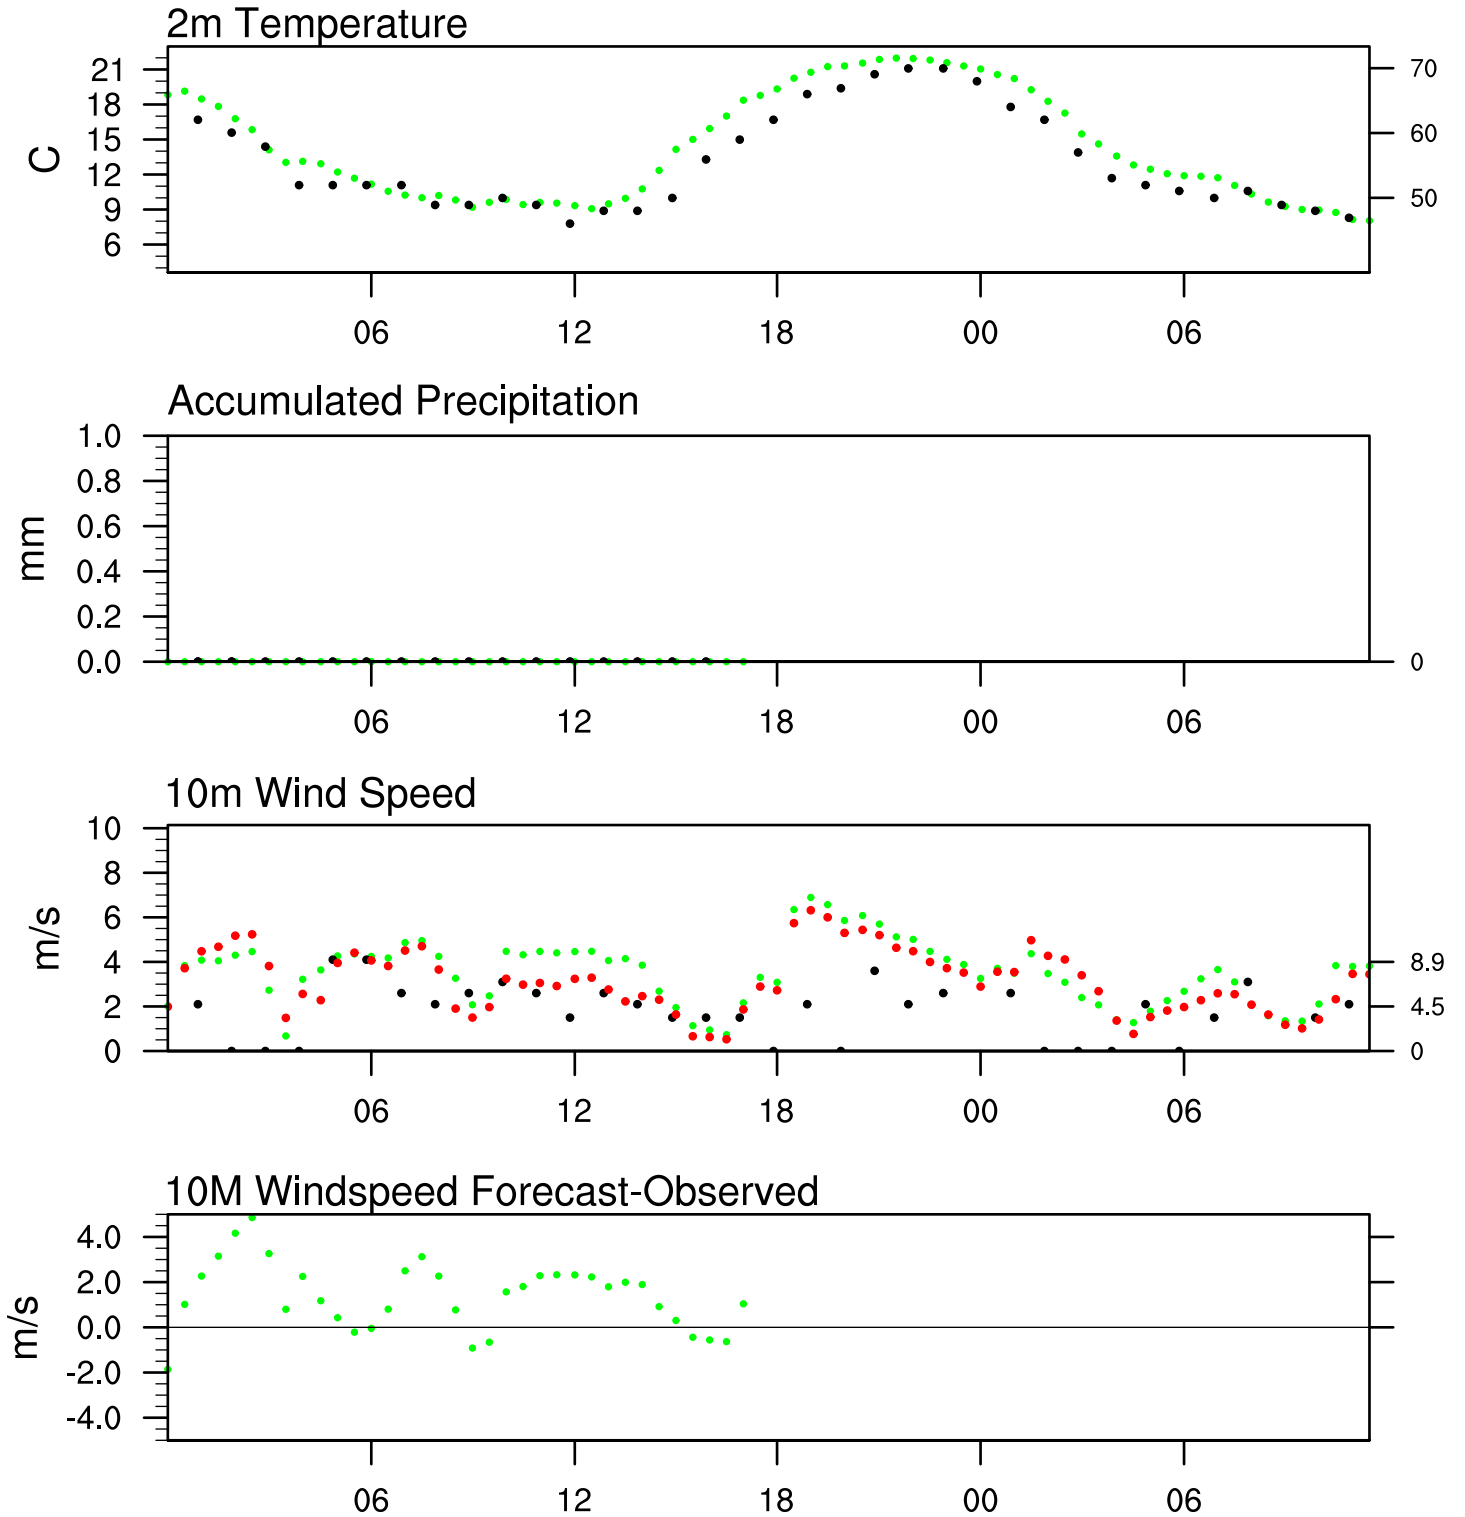 2m Temperature
21
18
15
12
9
6
C
70
60
50
06 12 18 00 06
Accumulated Precipitation
1.0
0.8
0.6
0.4
0.2
0.0
mm
0
06 12 18 00 06
10m Wind Speed
10
8
6
4
2
0
m/s
8.9
4.5
0
06 12 18 00 06
10M Windspeed Forecast-Observed
4.0
2.0
0.0
-2.0
-4.0
m/s
06 12 18 00 06